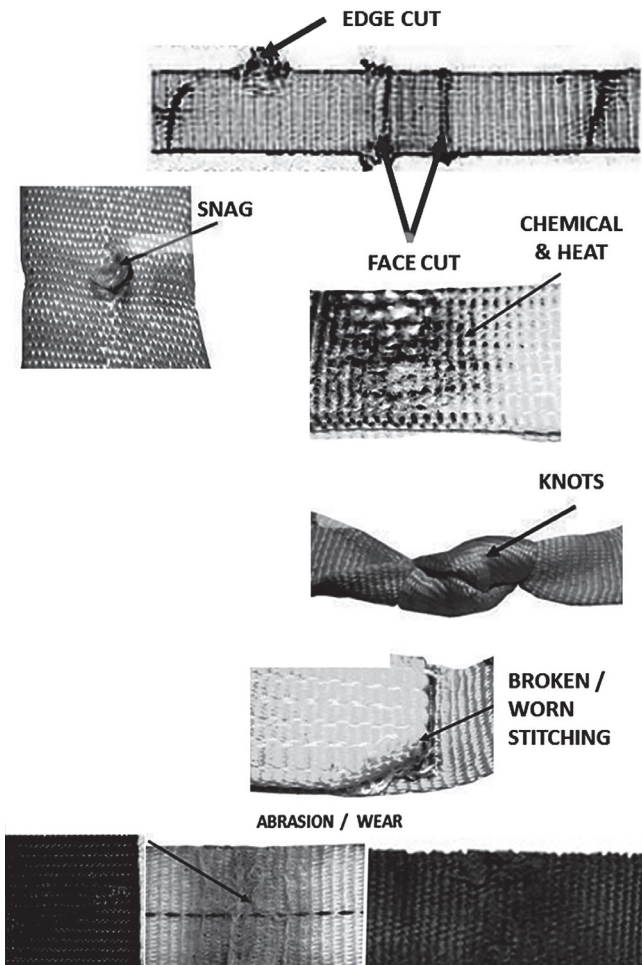 EDGE CUT
SNAG
FACE CUT
CHEMICAL
& HEAT
KNOTS
BROKEN /
WORN
STITCHING
ABRASION / WEAR